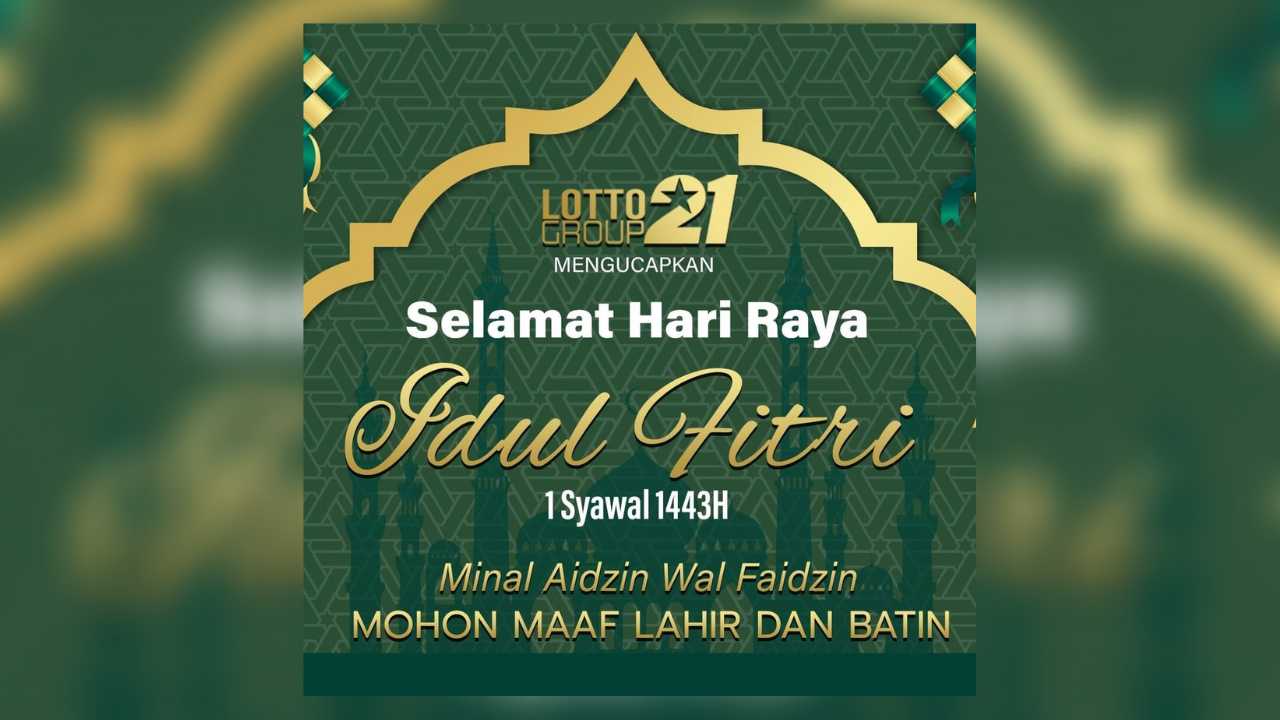 LOTTO 21
GROUP
MENGUCAPKAN
Selamat Hari Raya
Idul Fitri
1 Syawal 1443H
Minal Aidzin Wal Faidzin
MOHON MAAF LAHIR DAN BATIN